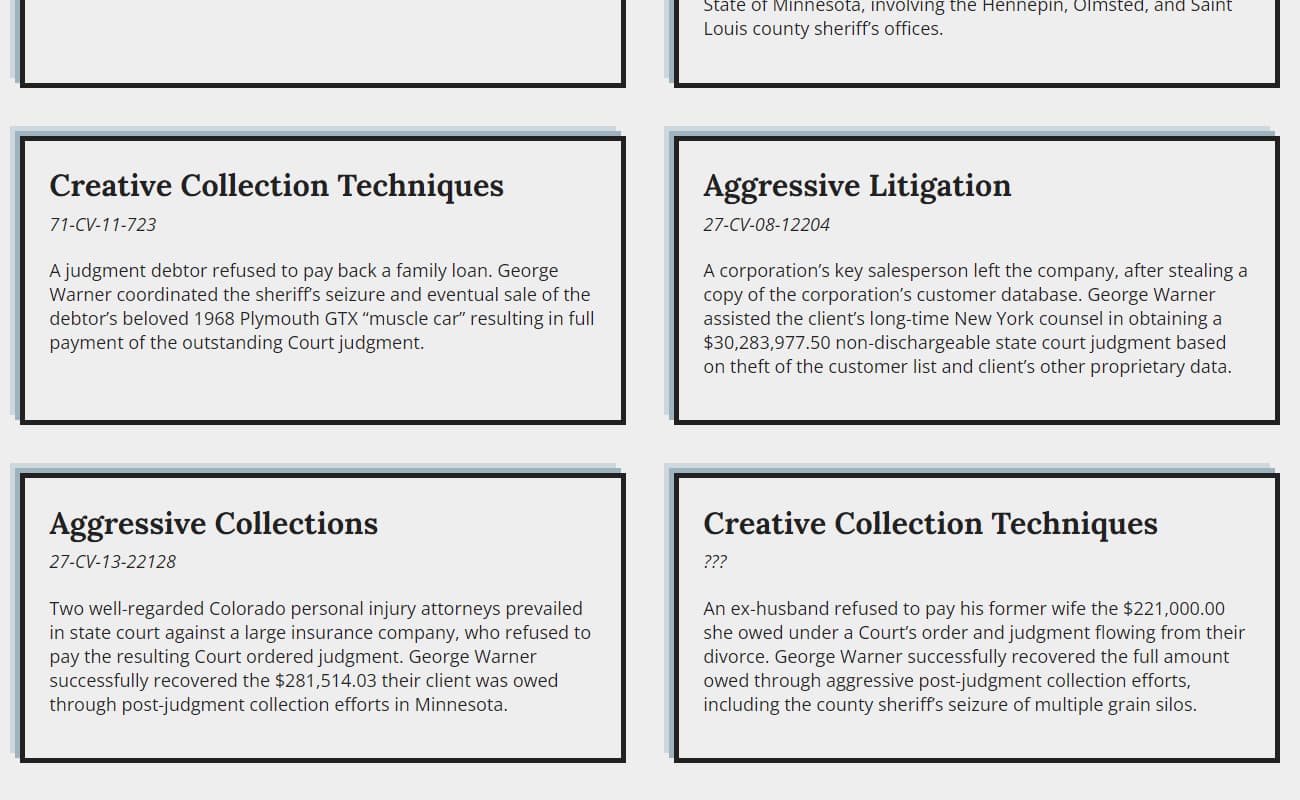 State of Minnesota, involving the Hennepin, Olmsted, and Saint
Louis county sheriff’s offices.
Creative Collection Techniques
71-CV-11-723
A judgment debtor refused to pay back a family loan. George
Warner coordinated the sheriff’s seizure and eventual sale of the
debtor’s beloved 1968 Plymouth GTX “muscle car” resulting in full
payment of the outstanding Court judgment.
Aggressive Litigation
27-CV-08-12204
A corporation’s key salesperson left the company, after stealing a
copy of the corporation’s customer database. George Warner
assisted the client’s long-time New York counsel in obtaining a
$30,283,977.50 non-dischargeable state court judgment based
on theft of the customer list and client’s other proprietary data.
Aggressive Collections
27-CV-13-22128
Two well-regarded Colorado personal injury attorneys prevailed
in state court against a large insurance company, who refused to
pay the resulting Court ordered judgment. George Warner
successfully recovered the $281,514.03 their client was owed
through post-judgment collection efforts in Minnesota.
Creative Collection Techniques
???
An ex-husband refused to pay his former wife the $221,000.00
she owed under a Court’s order and judgment flowing from their
divorce. George Warner successfully recovered the full amount
owed through aggressive post-judgment collection efforts,
including the county sheriff’s seizure of multiple grain silos.